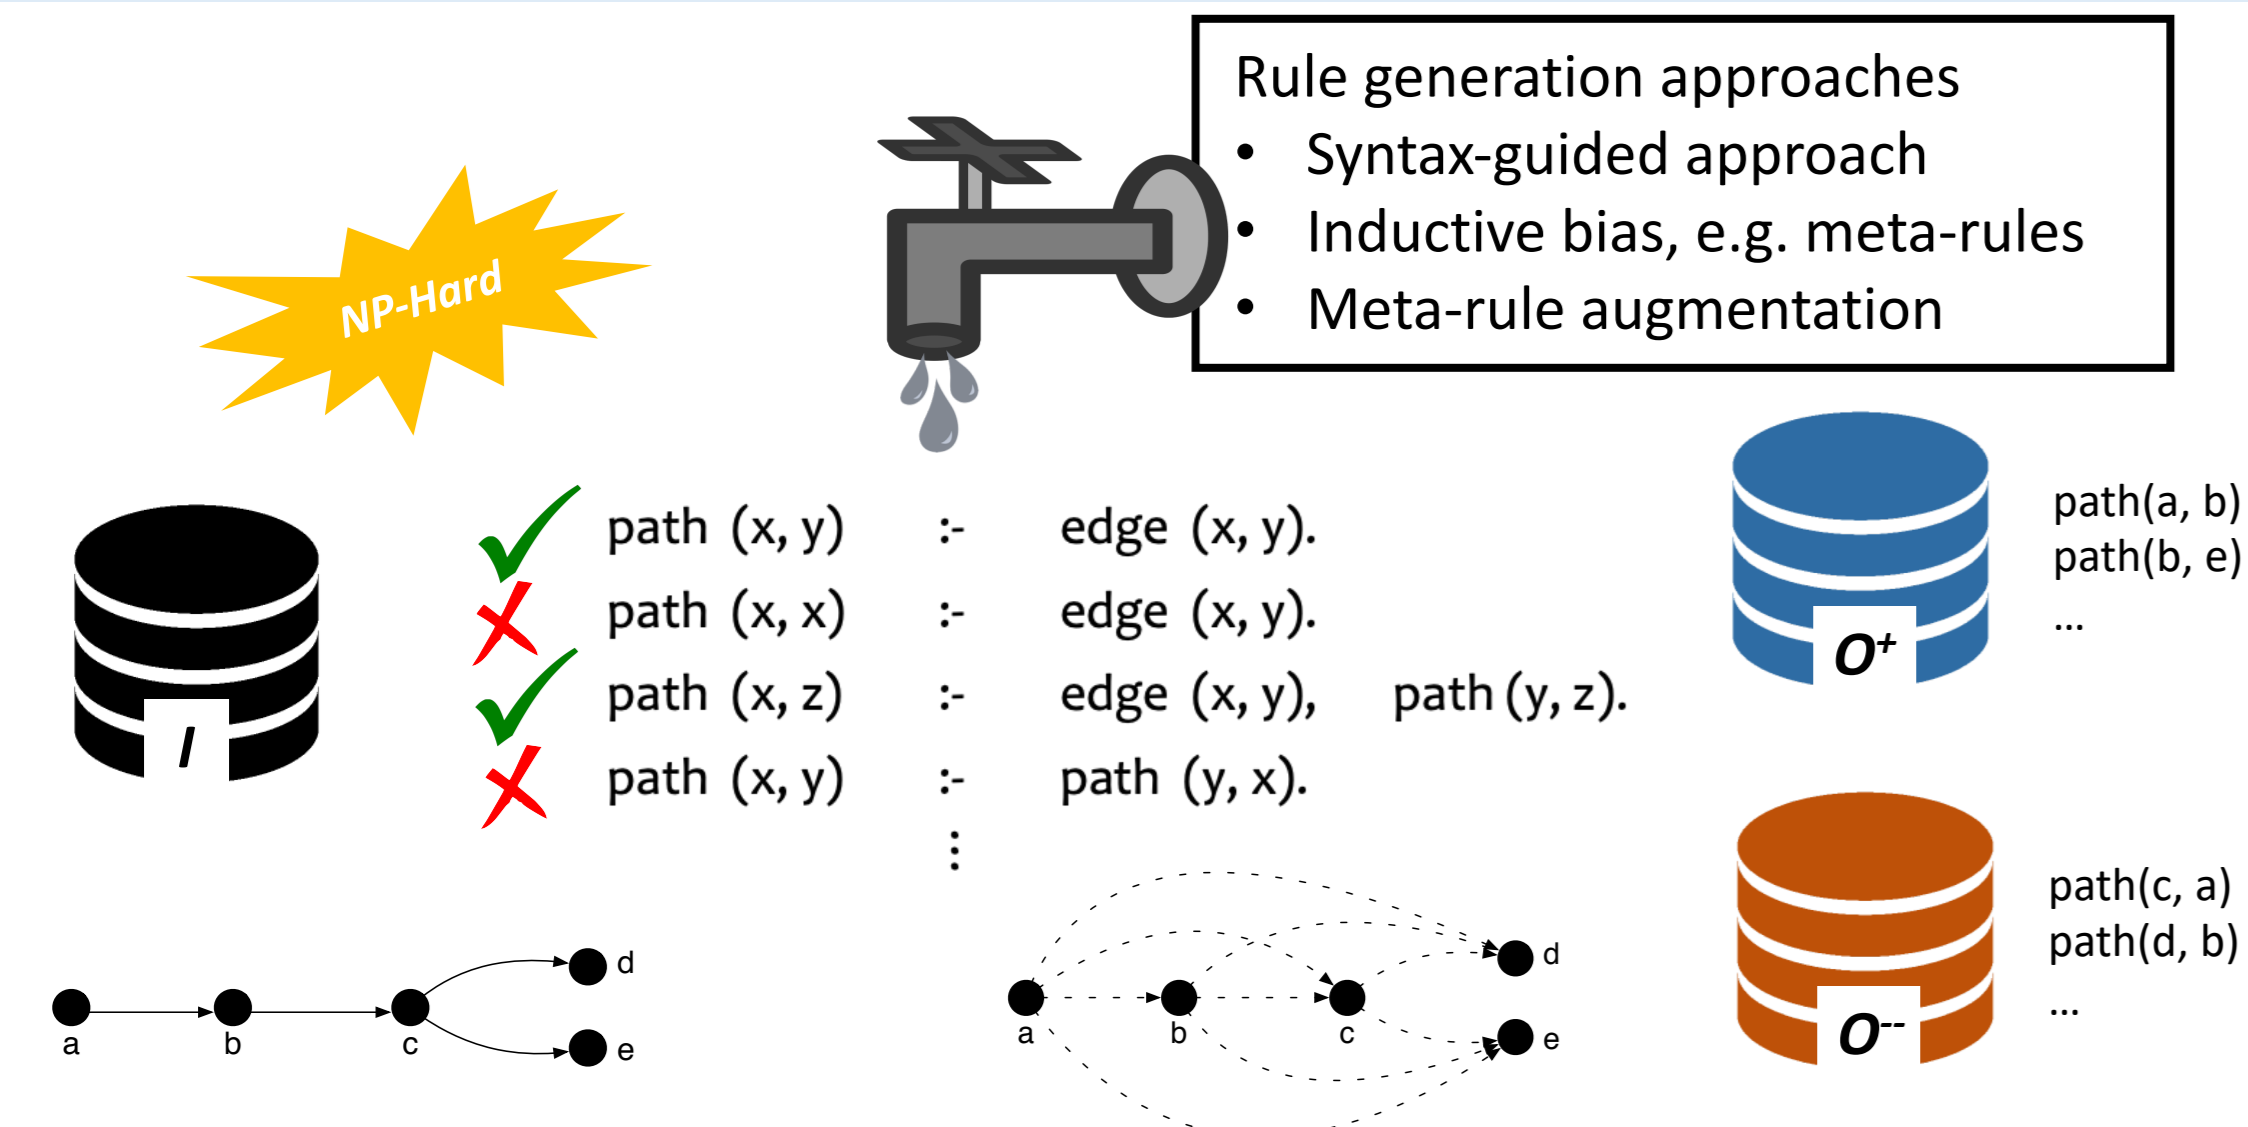 Rule generation approaches
• Syntax-guided approach
• Inductive bias, e.g. meta-rules
• Meta-rule augmentation
NP-Hard
I
path (x, y) :- edge (x, y).
path (x, x) :- edge (x, y).
path (x, z) :- edge (x, y), path (y, z).
path (x, y) :- path (y, x).
⋮
O+
path(a, b)
path(b, e)
...
O--
path(c, a)
path(d, b)
...
a
b
c
d
e
a
b
c
d
e